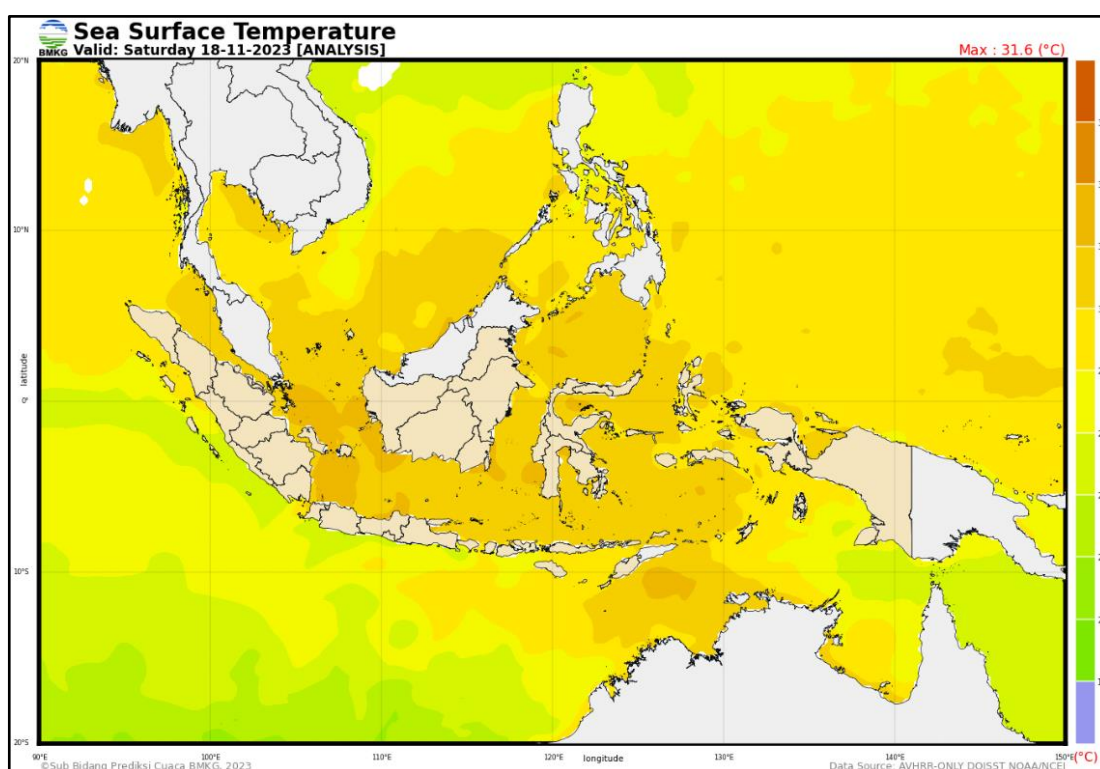 BMKG
Sea Surface Temperature
Valid: Saturday 18-11-2023 [ANALYSIS]
Max : 31.6 (°C)
20°N
10°N
latitude
0°
10°S
20°S
90°E
100°E
110°E
120°E
longitude
130°E
140°E
150°E
(°C)
©Sub Bidang Prediksi Cuaca BMKG, 2023
Data Source: AVHRR-ONLY DOISST NOAA/NCEI